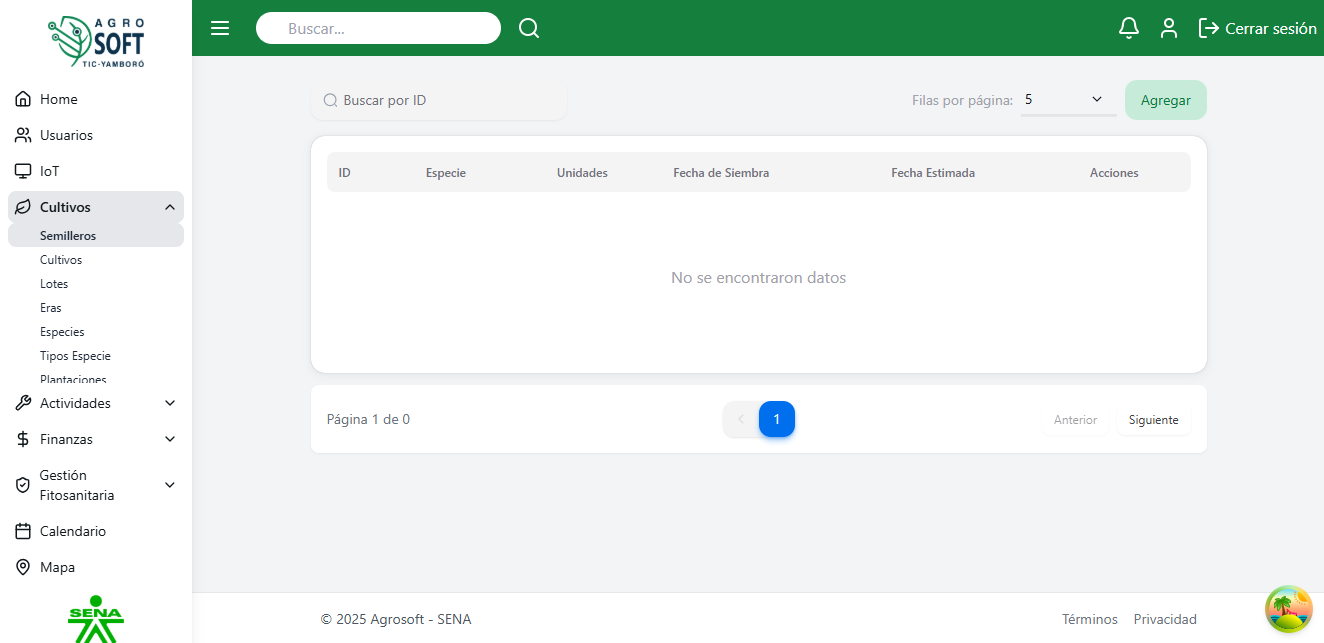 AGRO
SOFT
TIC-YAMBORÓ
Buscar...
Cerrar sesión
Home
Usuarios
IoT
Cultivos
Semilleros
Cultivos
Lotes
Eras
Especies
Tipos Especie
Plantaciones
Actividades
Finanzas
Gestión
Fitosanitaria
Calendario
Mapa
SENA
Buscar por ID
Filas por página: 5
Agregar
ID Especie Unidades Fecha de Siembra Fecha Estimada Acciones
No se encontraron datos
Página 1 de 0
1
Anterior Siguiente
© 2025 Agrosoft - SENA
Términos Privacidad